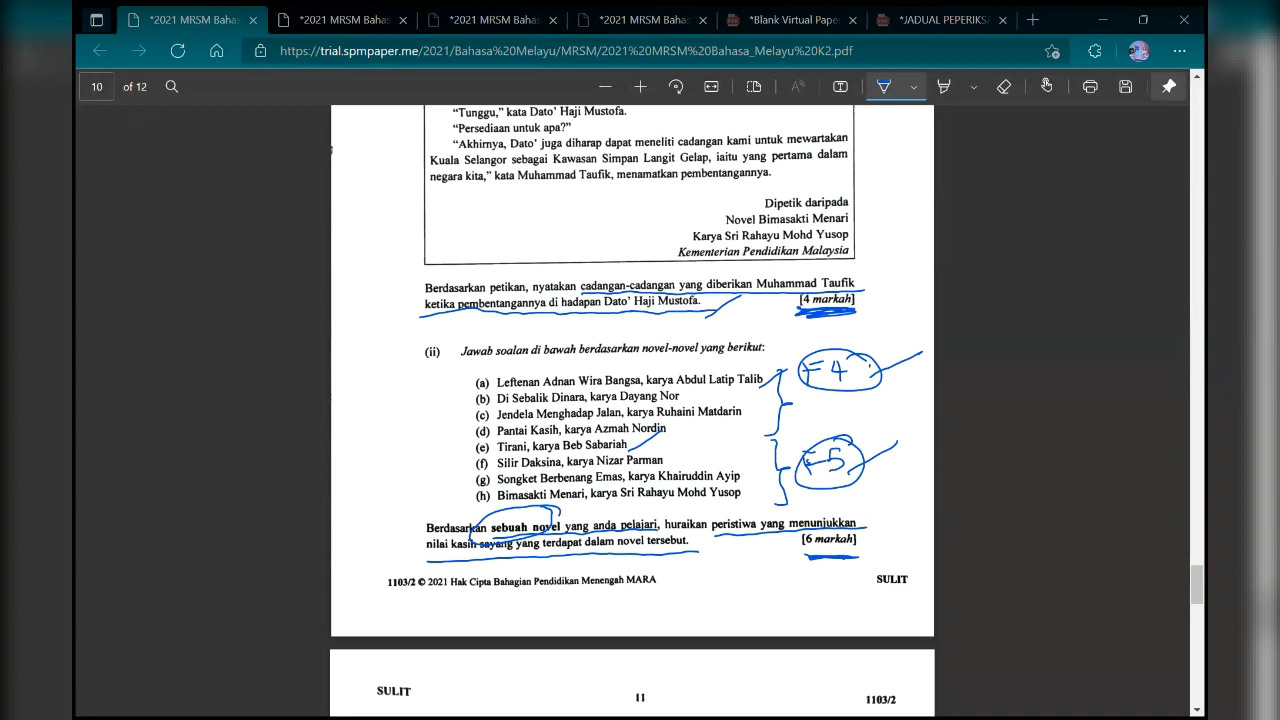 *2021 MRSM Bahas
*2021 MRSM Bahas
*2021 MRSM Bahas
*2021 MRSM Bahas
*Blank Virtual Pape
*JADUAL PEPERIKSA
https://trial.spmpaper.me/2021/Bahasa%20Melayu/MRSM/2021%20MRSM%20Bahasa_Melayu%20K2.pdf
10 of 12
“Tunggu,” kata Dato’ Haji Mustofa.
“Persediaan untuk apa?”
“Akhirnya, Dato’ juga diharap dapat meneliti cadangan kami untuk mewartakan
Kuala Selangor sebagai Kawasan Simpan Langit Gelap, iaitu yang pertama dalam
negara kita,” kata Muhammad Taufik, menamatkan pembentangannya.
Dipetik daripada
Novel Bimasakti Menari
Karya Sri Rahayu Mohd Yusop
Kementerian Pendidikan Malaysia
Berdasarkan petikan, nyatakan cadangan-cadangan yang diberikan Muhammad Taufik
ketika pembentangannya di hadapan Dato’ Haji Mustofa. [4 markah]
(ii) Jawab soalan di bawah berdasarkan novel-novel yang berikut:
(a) Leftenan Adnan Wira Bangsa, karya Abdul Latip Talib
(b) Di Sebalik Dinara, karya Dayang Nor
(c) Jendela Menghadap Jalan, karya Ruhaini Matdarin
(d) Pantai Kasih, karya Azmah Nordin
(e) Tirani, karya Beb Sabariah
(f) Silir Daksina, karya Nizar Parman
(g) Songket Berbenang Emas, karya Khairuddin Ayip
(h) Bimasakti Menari, karya Sri Rahayu Mohd Yusop
F4
F5
Berdasarkan sebuah novel yang anda pelajari, huraikan peristiwa yang menunjukkan
nilai kasih sayang yang terdapat dalam novel tersebut. [6 markah]
1103/2 © 2021 Hak Cipta Bahagian Pendidikan Menengah MARA SULIT
SULIT 11 1103/2